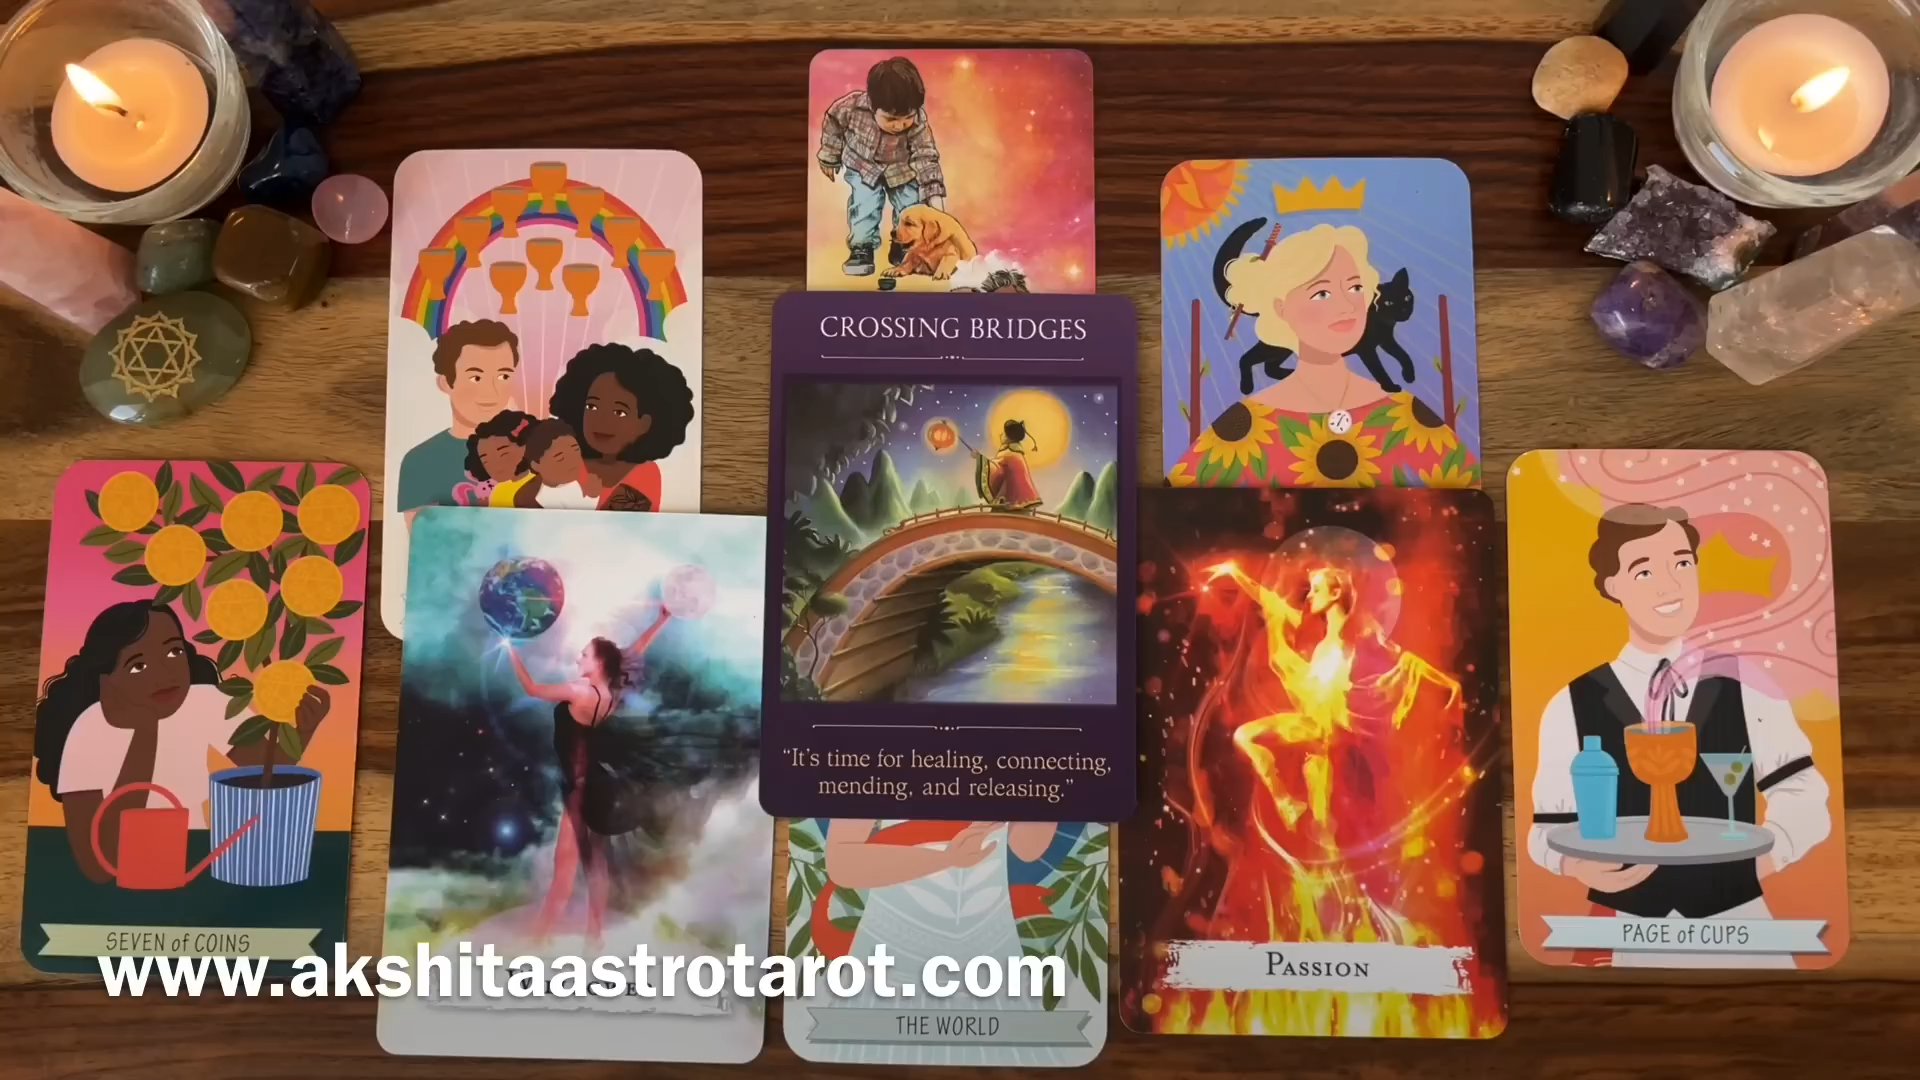 CROSSING BRIDGES
"It's time for healing, connecting,
mending, and releasing."
SEVEN of COINS
PAGE of CUPS
PASSION
www.akshitaastrotarot.com
THE WORLD